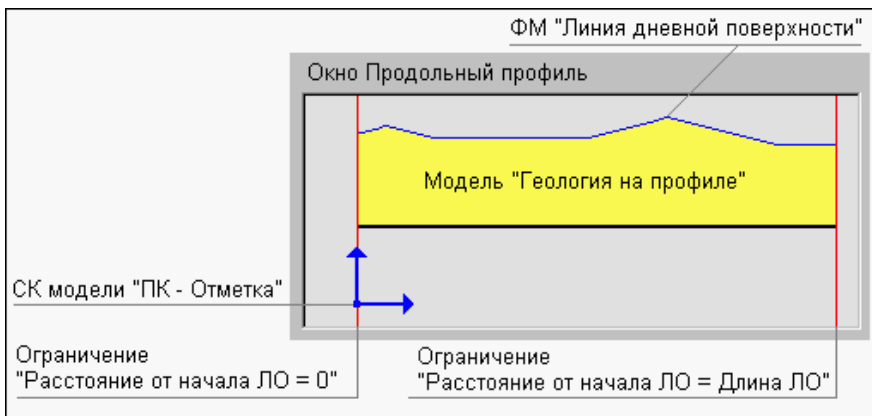 ФМ "Линия дневной поверхности"
Окно Продольный профиль
Модель "Геология на профиле"
СК модели "ПК - Отметка"
Ограничение
"Расстояние от начала ЛО = 0"
Ограничение
"Расстояние от начала ЛО = Длина ЛО"